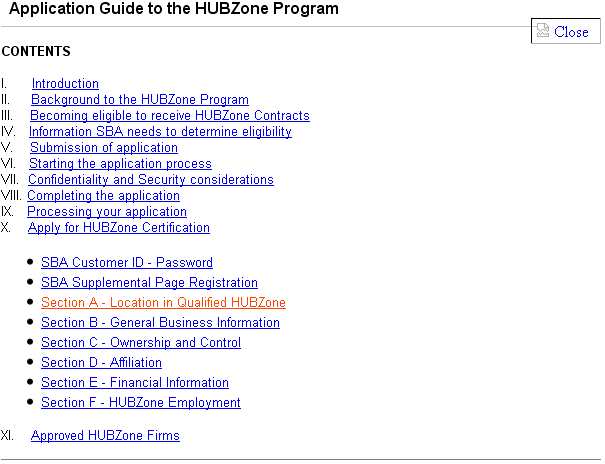 Application Guide to the HUBZone Program
Close
CONTENTS
I. Introduction
II. Background to the HUBZone Program
III. Becoming eligible to receive HUBZone Contracts
IV. Information SBA needs to determine eligibility
V. Submission of application
VI. Starting the application process
VII. Confidentiality and Security considerations
VIII. Completing the application
IX. Processing your application
X. Apply for HUBZone Certification
• SBA Customer ID - Password
• SBA Supplemental Page Registration
• Section A - Location in Qualified HUBZone
• Section B - General Business Information
• Section C - Ownership and Control
• Section D - Affiliation
• Section E - Financial Information
• Section F - HUBZone Employment
XI. Approved HUBZone Firms